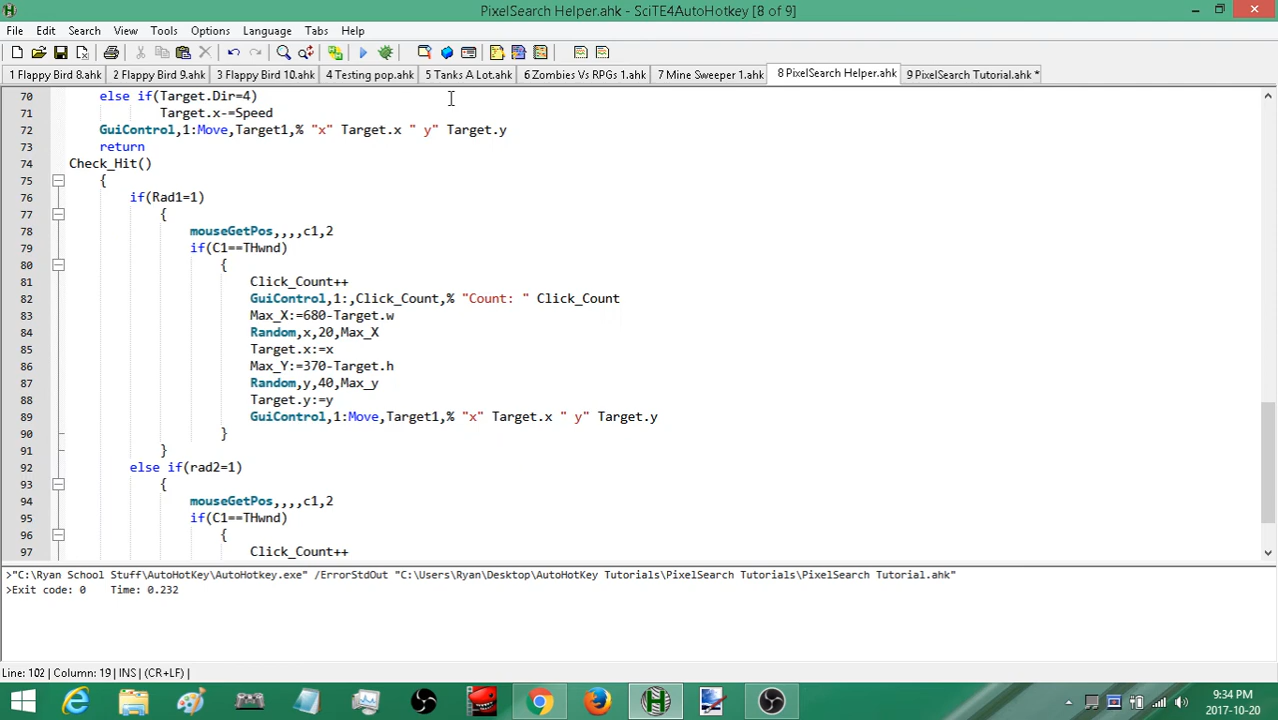 PixelSearch Helper.ahk - SciTE4AutoHotkey [8 of 9]
File Edit Search View Tools Options Language Tabs Help
1 Flappy Bird 8.ahk 2 Flappy Bird 9.ahk 3 Flappy Bird 10.ahk 4 Testing pop.ahk 5 Tanks A Lot.ahk 6 Zombies Vs RPGs 1.ahk 7 Mine Sweeper 1.ahk 8 PixelSearch Helper.ahk 9 PixelSearch Tutorial.ahk *
70 else if(Target.Dir=4)
71 Target.x-=Speed
72 GuiControl,1:Move,Target1,% "x" Target.x " y" Target.y
73 return
74 Check_Hit()
75 {
76 if(Rad1=1)
77 {
78 mouseGetPos,,,,c1,2
79 if(C1==THwnd)
80 {
81 Click_Count++
82 GuiControl,1:,Click_Count,% "Count: " Click_Count
83 Max_X:=680-Target.w
84 Random,x,20,Max_X
85 Target.x:=x
86 Max_Y:=370-Target.h
87 Random,y,40,Max_y
88 Target.y:=y
89 GuiControl,1:Move,Target1,% "x" Target.x " y" Target.y
90 }
91 }
92 else if(rad2=1)
93 {
94 mouseGetPos,,,,c1,2
95 if(C1==THwnd)
96 {
97 Click_Count++
>"C:\Ryan School Stuff\AutoHotKey\AutoHotkey.exe" /ErrorStdOut "C:\Users\Ryan\Desktop\AutoHotKey Tutorials\PixelSearch Tutorials\PixelSearch Tutorial.ahk"
>Exit code: 0 Time: 0.232
Line: 102 | Column: 19 | INS | (CR+LF) |
9:34 PM
2017-10-20